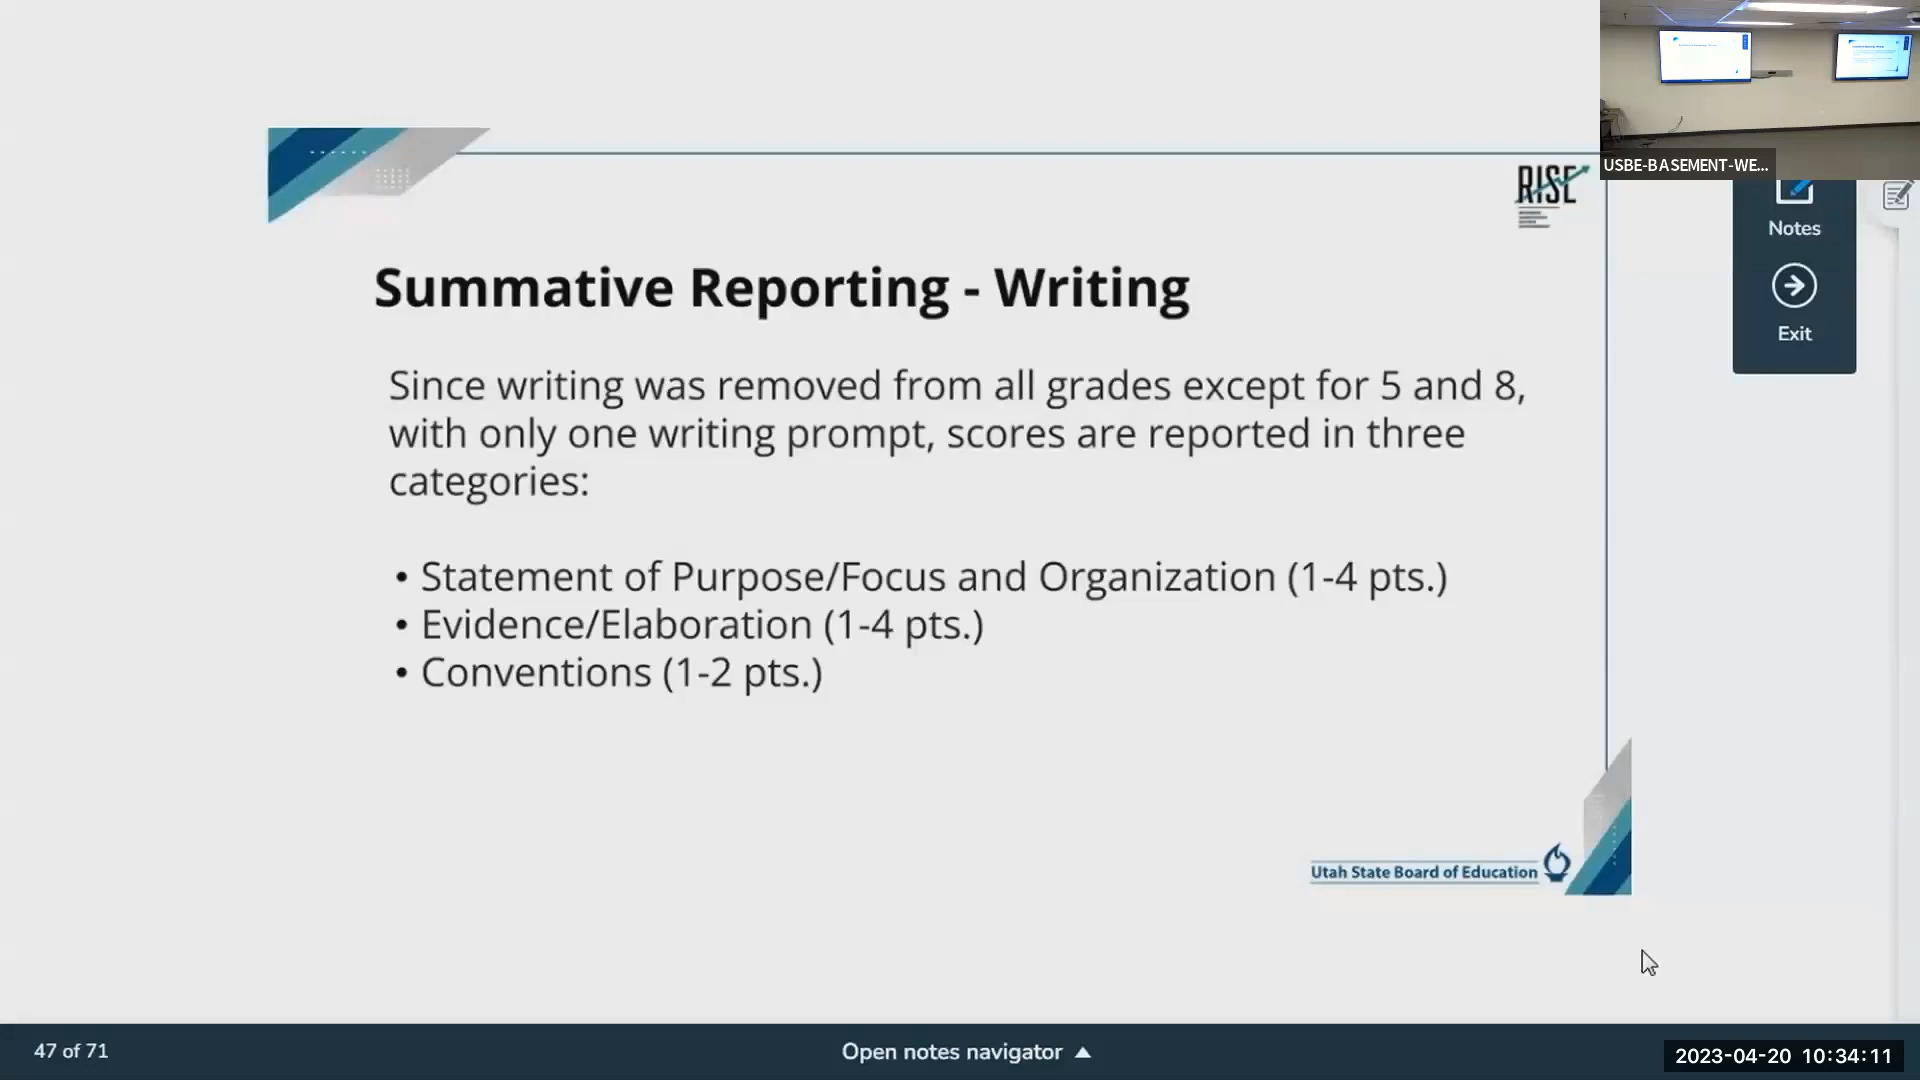 USBE-BASEMENT-WE...
RISE
Notes
Exit
Summative Reporting - Writing
Since writing was removed from all grades except for 5 and 8,
with only one writing prompt, scores are reported in three
categories:
• Statement of Purpose/Focus and Organization (1-4 pts.)
• Evidence/Elaboration (1-4 pts.)
• Conventions (1-2 pts.)
Utah State Board of Education
47 of 71
Open notes navigator ▲
2023-04-20 10:34:11